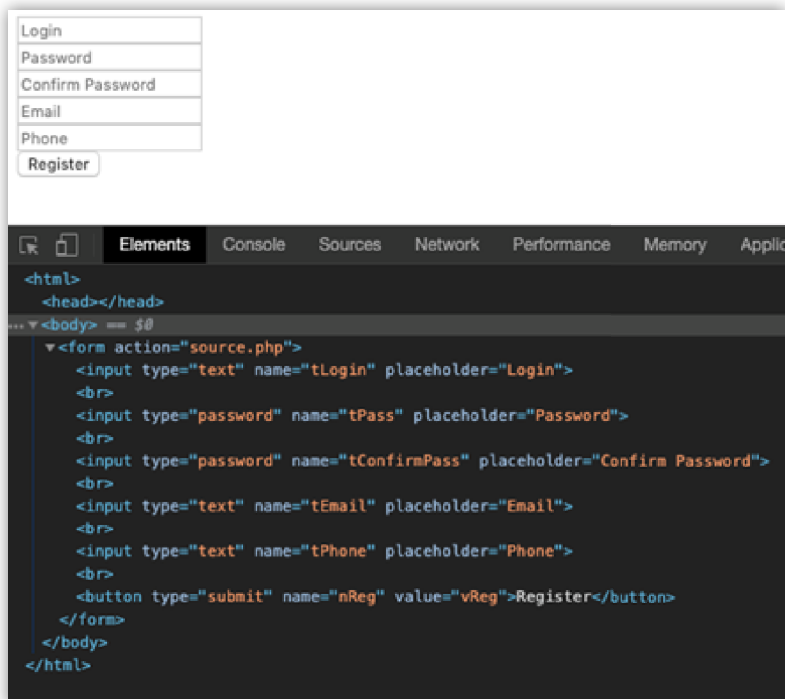 Login
Password
Confirm Password
Email
Phone
Register
Elements Console Sources Network Performance Memory Applic
<html>
<head></head>
... ▼<body> == $0
▼<form action="source.php">
<input type="text" name="tLogin" placeholder="Login">
<br>
<input type="password" name="tPass" placeholder="Password">
<br>
<input type="password" name="tConfirmPass" placeholder="Confirm Password">
<br>
<input type="text" name="tEmail" placeholder="Email">
<br>
<input type="text" name="tPhone" placeholder="Phone">
<br>
<button type="submit" name="nReg" value="vReg">Register</button>
</form>
</body>
</html>